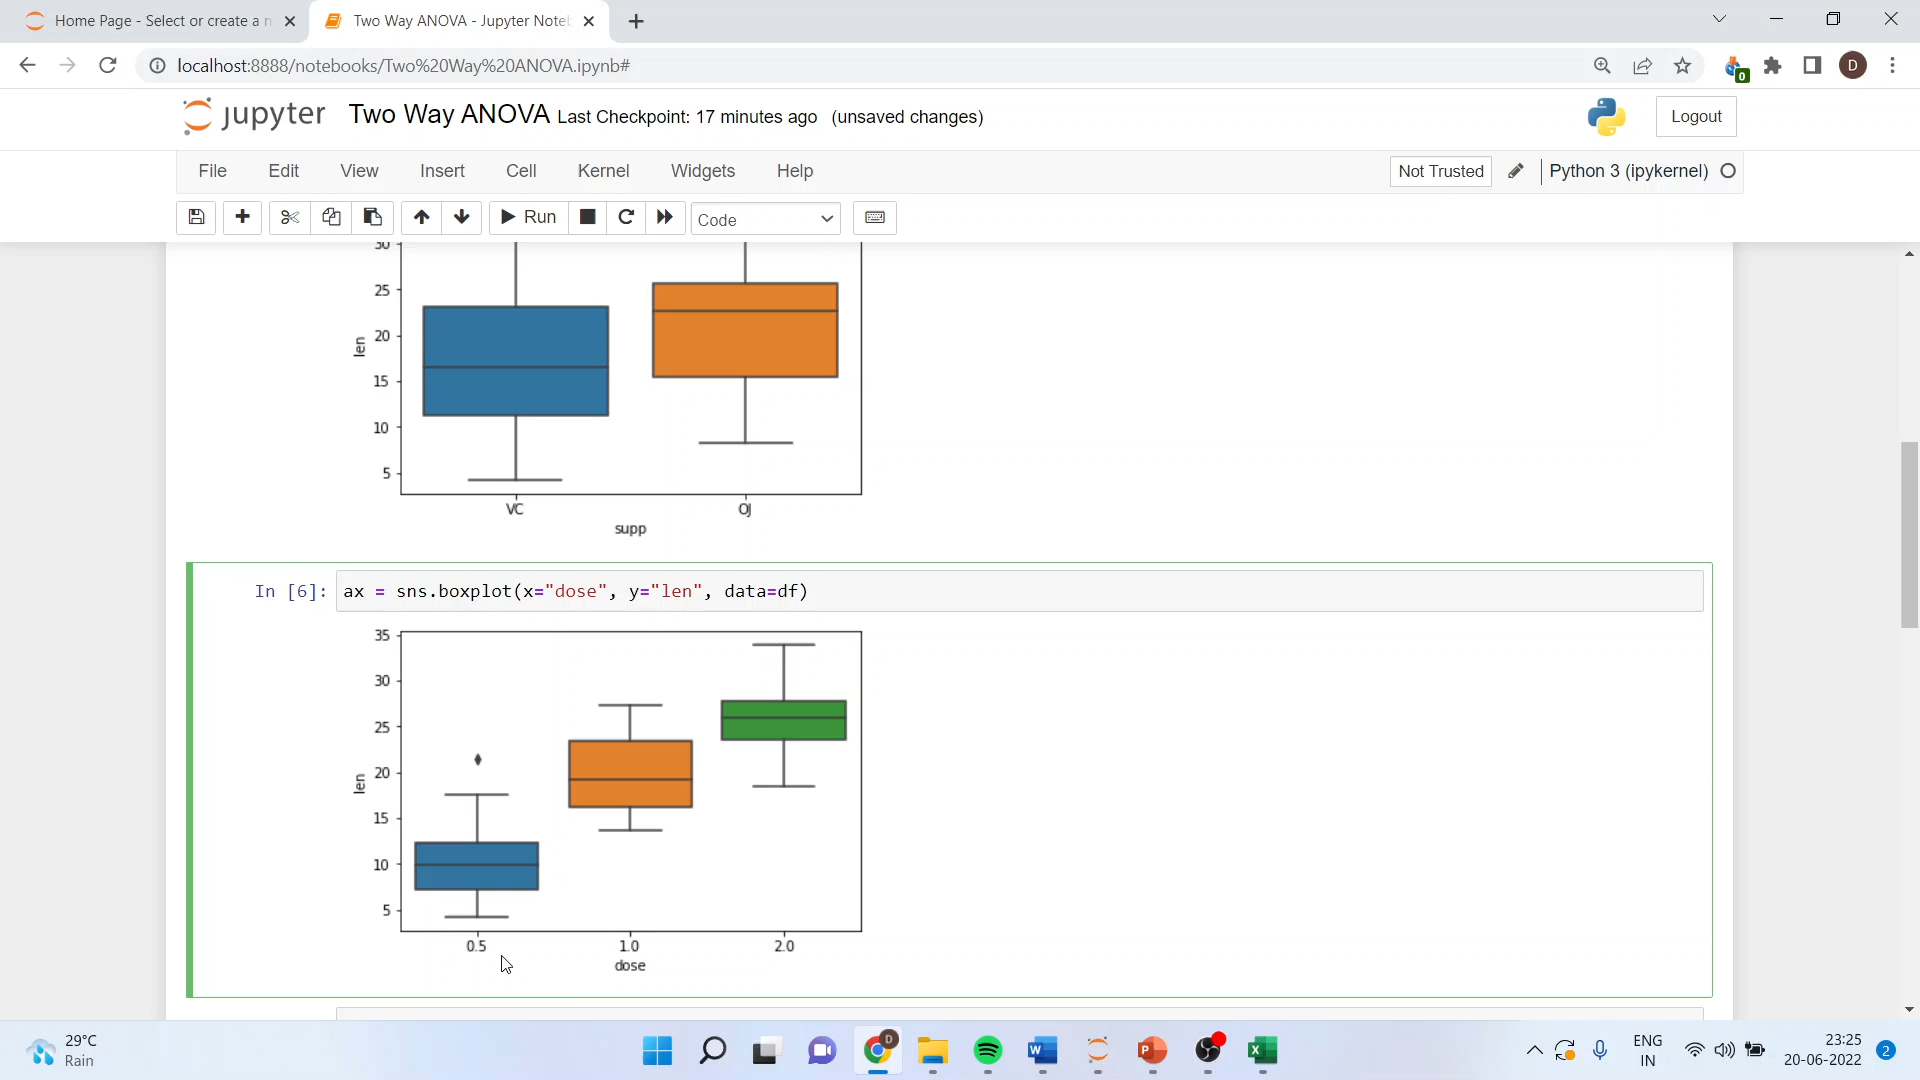 Home Page - Select or create a n
Two Way ANOVA - Jupyter Noteb
localhost:8888/notebooks/Two%20Way%20ANOVA.ipynb#
0
D
jupyter Two Way ANOVA Last Checkpoint: 17 minutes ago (unsaved changes)
Logout
File Edit View Insert Cell Kernel Widgets Help
Not Trusted
Python 3 (ipykernel)
Run
Code
30
25
20
15
10
5
len
VC OJ
supp
In [6]: ax = sns.boxplot(x="dose", y="len", data=df)
35
30
25
20
15
10
5
len
0.5 1.0 2.0
dose
29°C
Rain
D
W
P
X
ENG
IN
23:25
20-06-2022
2